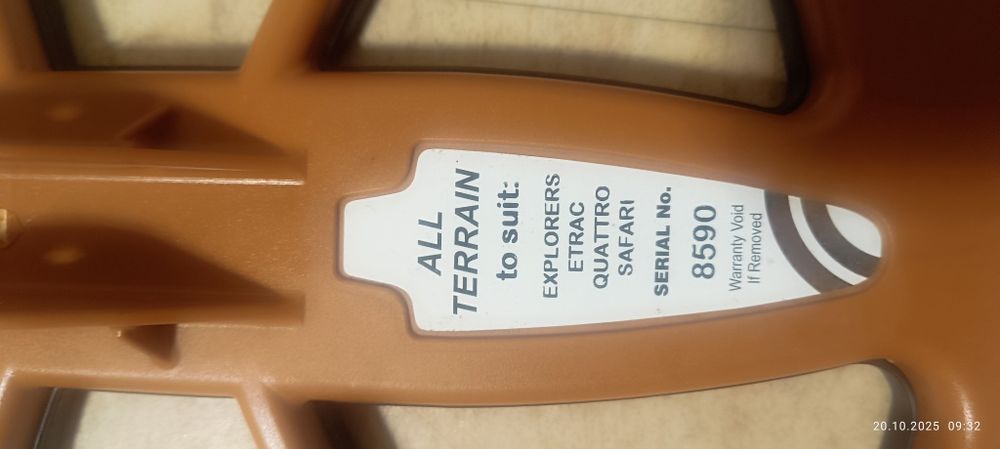 ALL
TERRAIN
to suit:
EXPLORERS
ETRAC
QUATTRO
SAFARI
SERIAL No.
8590
Warranty Void
If Removed
20.10.2025 09:32